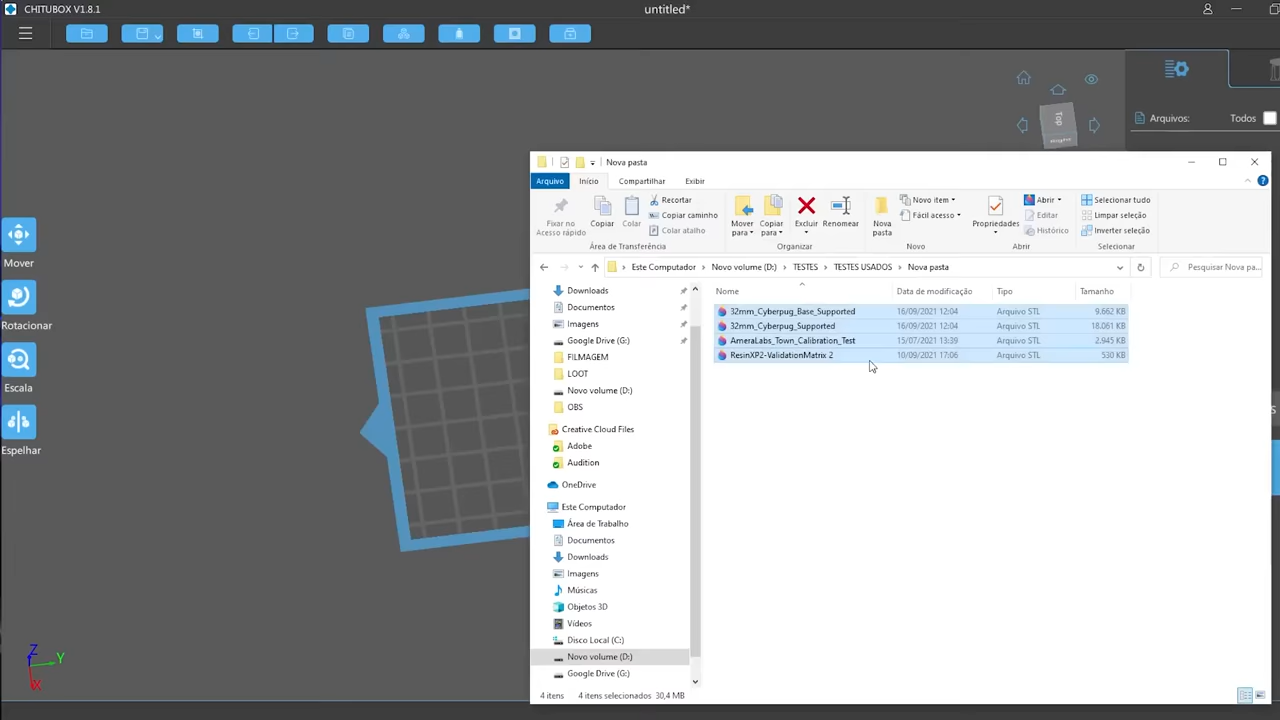 CHITUBOX V1.8.1
untitled*
Arquivos:
Todos
Top
Mover
Rotacionar
Escala
Espelhar
Nova pasta
Arquivo
Início
Compartilhar
Exibir
Fixar no
Acesso rápido
Copiar
Colar
Recortar
Copiar caminho
Colar atalho
Área de Transferência
Mover
para
Copiar
para
Excluir
Renomear
Organizar
Nova
pasta
Novo item
Fácil acesso
Novo
Propriedades
Abrir
Editar
Histórico
Abrir
Selecionar tudo
Limpar seleção
Inverter seleção
Selecionar
Este Computador
Novo volume (D:)
TESTES
TESTES USADOS
Nova pasta
Pesquisar Nova pa...
Nome
Data de modificação
Tipo
Tamanho
32mm_Cyberpug_Base_Supported 16/09/2021 12:04 Arquivo STL 9.662 KB
32mm_Cyberpug_Supported 16/09/2021 12:04 Arquivo STL 18.061 KB
AmeraLabs_Town_Calibration_Test 15/07/2021 13:39 Arquivo STL 2.945 KB
ResinXP2-ValidationMatrix 2 10/09/2021 17:06 Arquivo STL 530 KB
Downloads
Documentos
Imagens
Google Drive (G:)
FILMAGEM
LOOT
Novo volume (D:)
OBS
Creative Cloud Files
Adobe
Audition
OneDrive
Este Computador
Área de Trabalho
Documentos
Downloads
Imagens
Músicas
Objetos 3D
Vídeos
Disco Local (C:)
Novo volume (D:)
Google Drive (G:)
4 itens
4 itens selecionados 30,4 MB
Z
Y
X